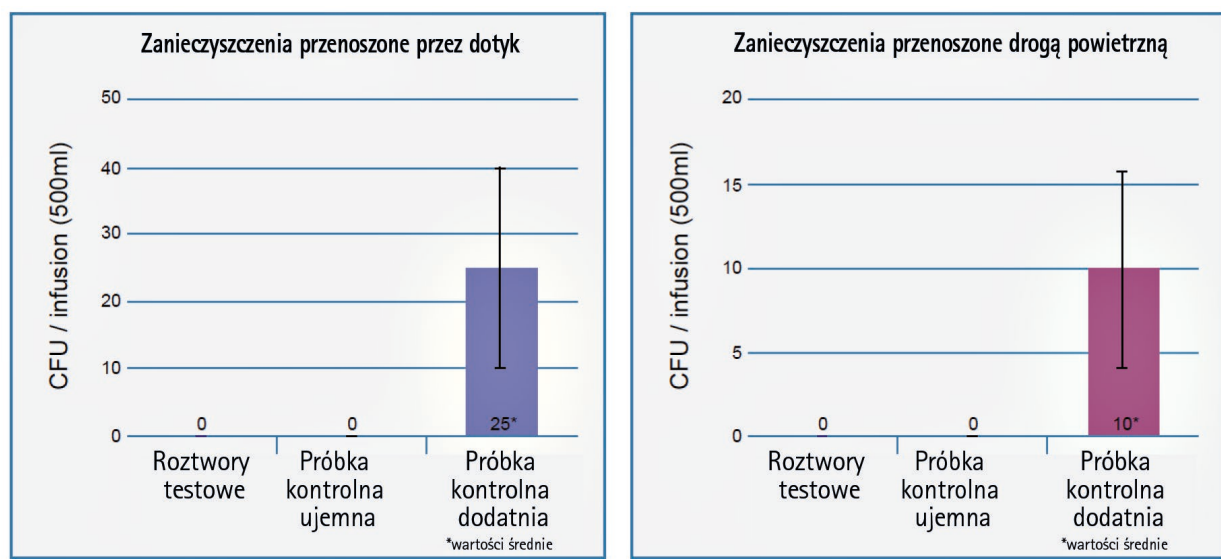 Zanieczyszczenia przenoszone przez dotyk
CFU / infusion (500ml)
50
40
30
20
10
0
0
0
25*
Roztwory
testowe
Próbka
kontrolna
ujemna
Próbka
kontrolna
dodatnia
*wartości średnie
Zanieczyszczenia przenoszone drogą powietrzną
CFU / infusion (500ml)
20
15
10
5
0
0
0
10*
Roztwory
testowe
Próbka
kontrolna
ujemna
Próbka
kontrolna
dodatnia
*wartości średnie